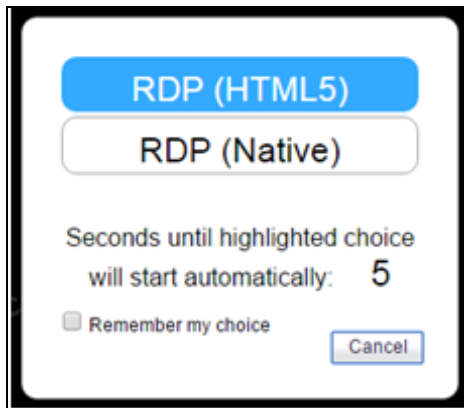 RDP (HTML5)
RDP (Native)
Seconds until highlighted choice
will start automatically: 5
Remember my choice
Cancel